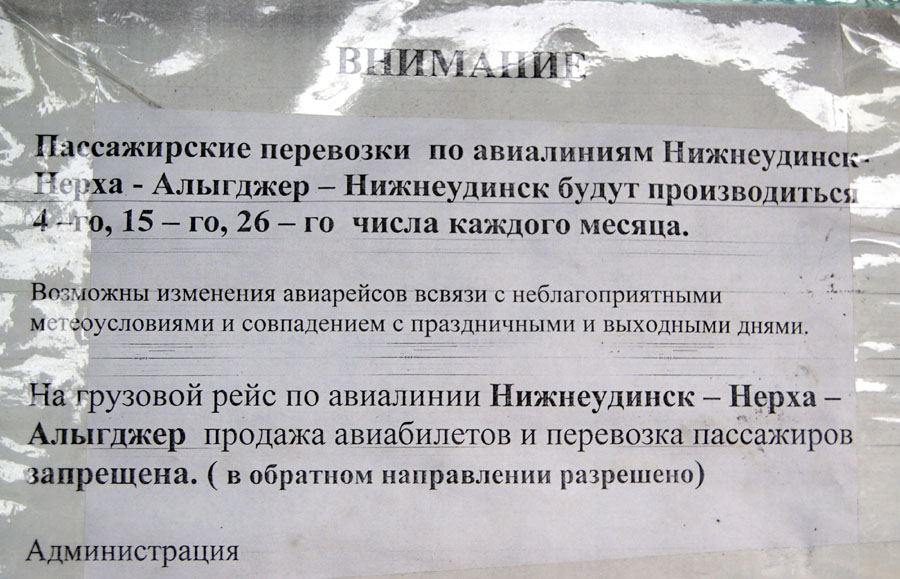 ВНИМАНИЕ
Пассажирские перевозки по авиалиниям Нижнеудинск-
Нерха - Алыгджер – Нижнеудинск будут производиться
4 –го, 15 – го, 26 – го числа каждого месяца.
Возможны изменения авиарейсов всвязи с неблагоприятными
метеоусловиями и совпадением с праздничными и выходными днями.
На грузовой рейс по авиалинии Нижнеудинск – Нерха –
Алыгджер продажа авиабилетов и перевозка пассажиров
запрещена. ( в обратном направлении разрешено)
Администрация